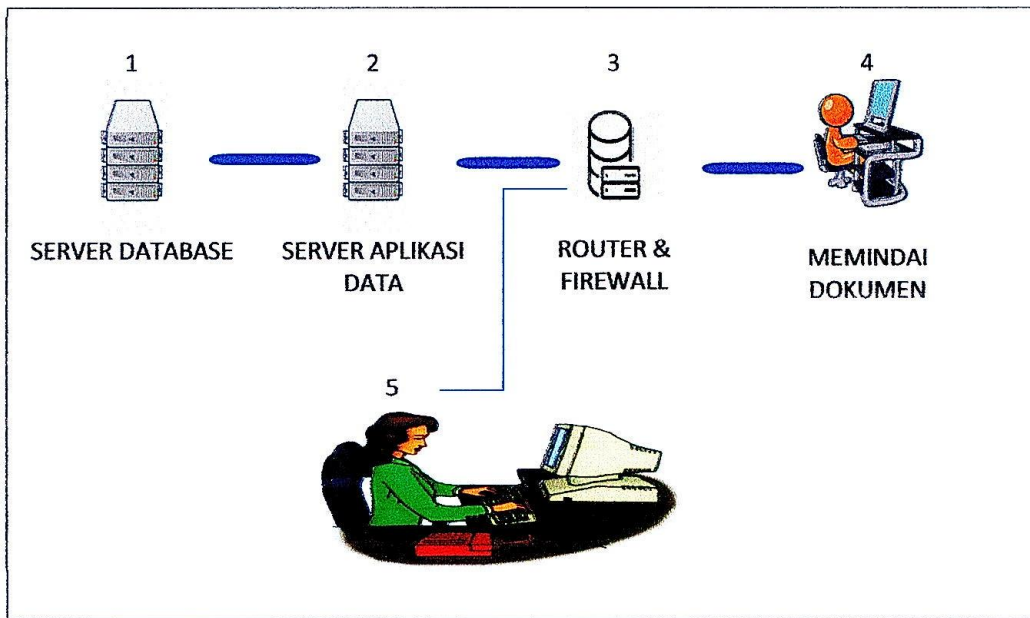 1
2
3
4
SERVER DATABASE
SERVER APLIKASI
DATA
ROUTER &
FIREWALL
MEMINDAI
DOKUMEN
5